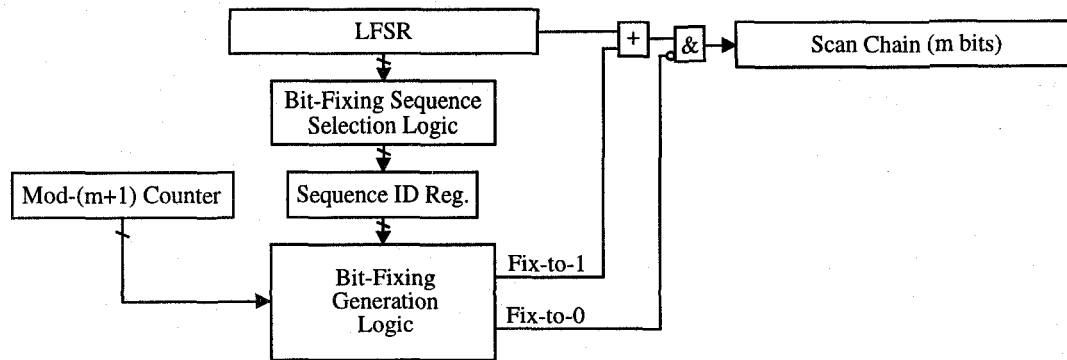 LFSR
+
&
Scan Chain (m bits)
Bit-Fixing Sequence
Selection Logic
Mod-(m+1) Counter
Sequence ID Reg.
Bit-Fixing
Generation
Logic
Fix-to-1
Fix-to-0